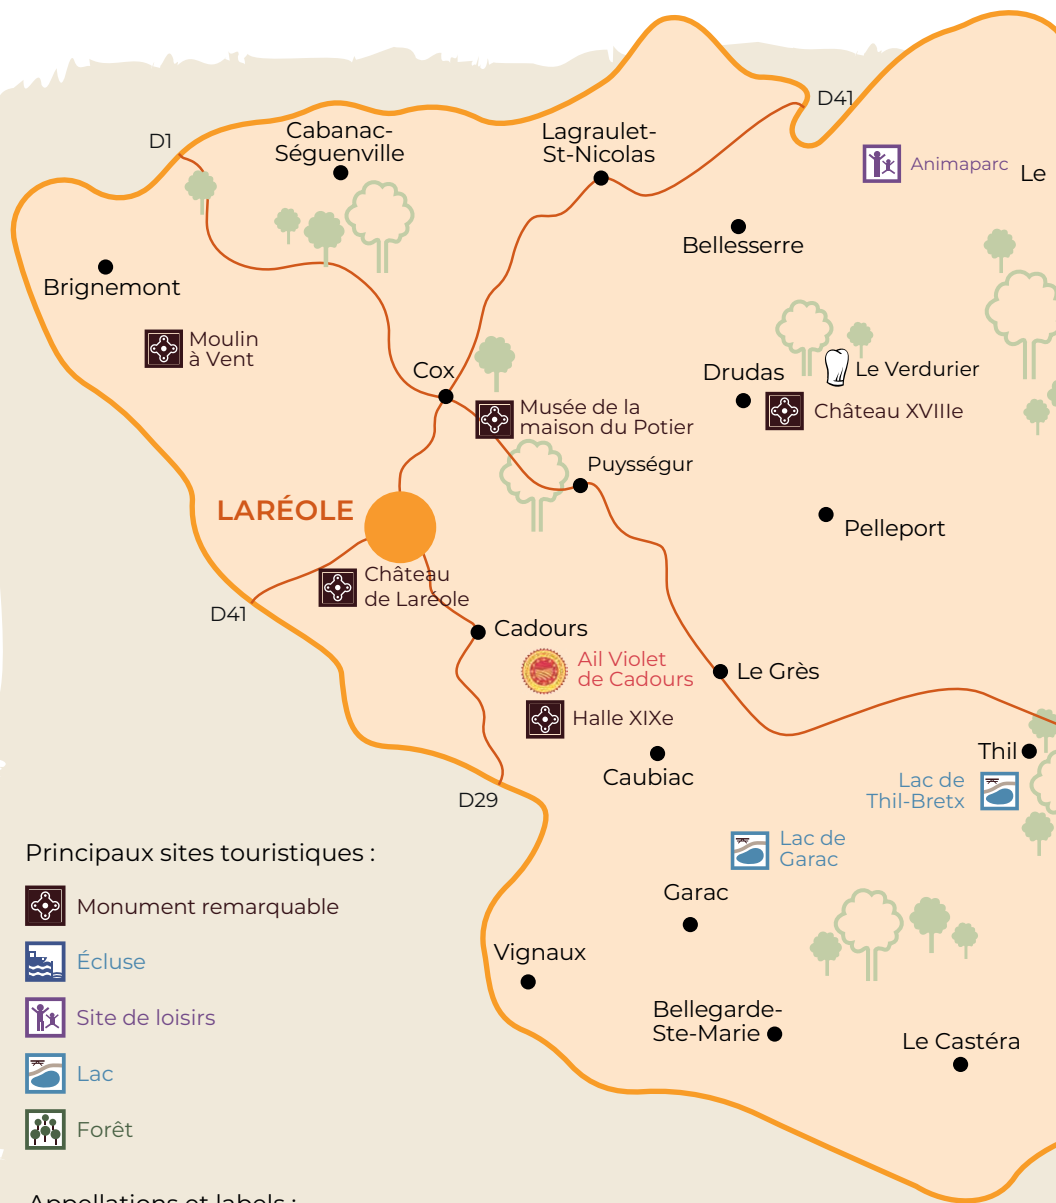 D41
D1
Cabanac-
Séguenville
Lagraulet-
St-Nicolas
Animaparc
Le
Bellesserre
Brignemont
Moulin
à Vent
Cox
Drudas
Le Verdurier
Musée de la
maison du Potier
Château XVIIIe
Puysségur
LARÉOLE
Pelleport
Château
de Laréole
D41
Cadours
Ail Violet
de Cadours
Le Grès
Halle XIXe
Thil
Caubiac
Lac de
Thil-Bretx
D29
Lac de
Garac
Principaux sites touristiques :
Monument remarquable
Écluse
Site de loisirs
Lac
Forêt
Garac
Vignaux
Bellegarde-
Ste-Marie
Le Castéra
Appellations et labels :